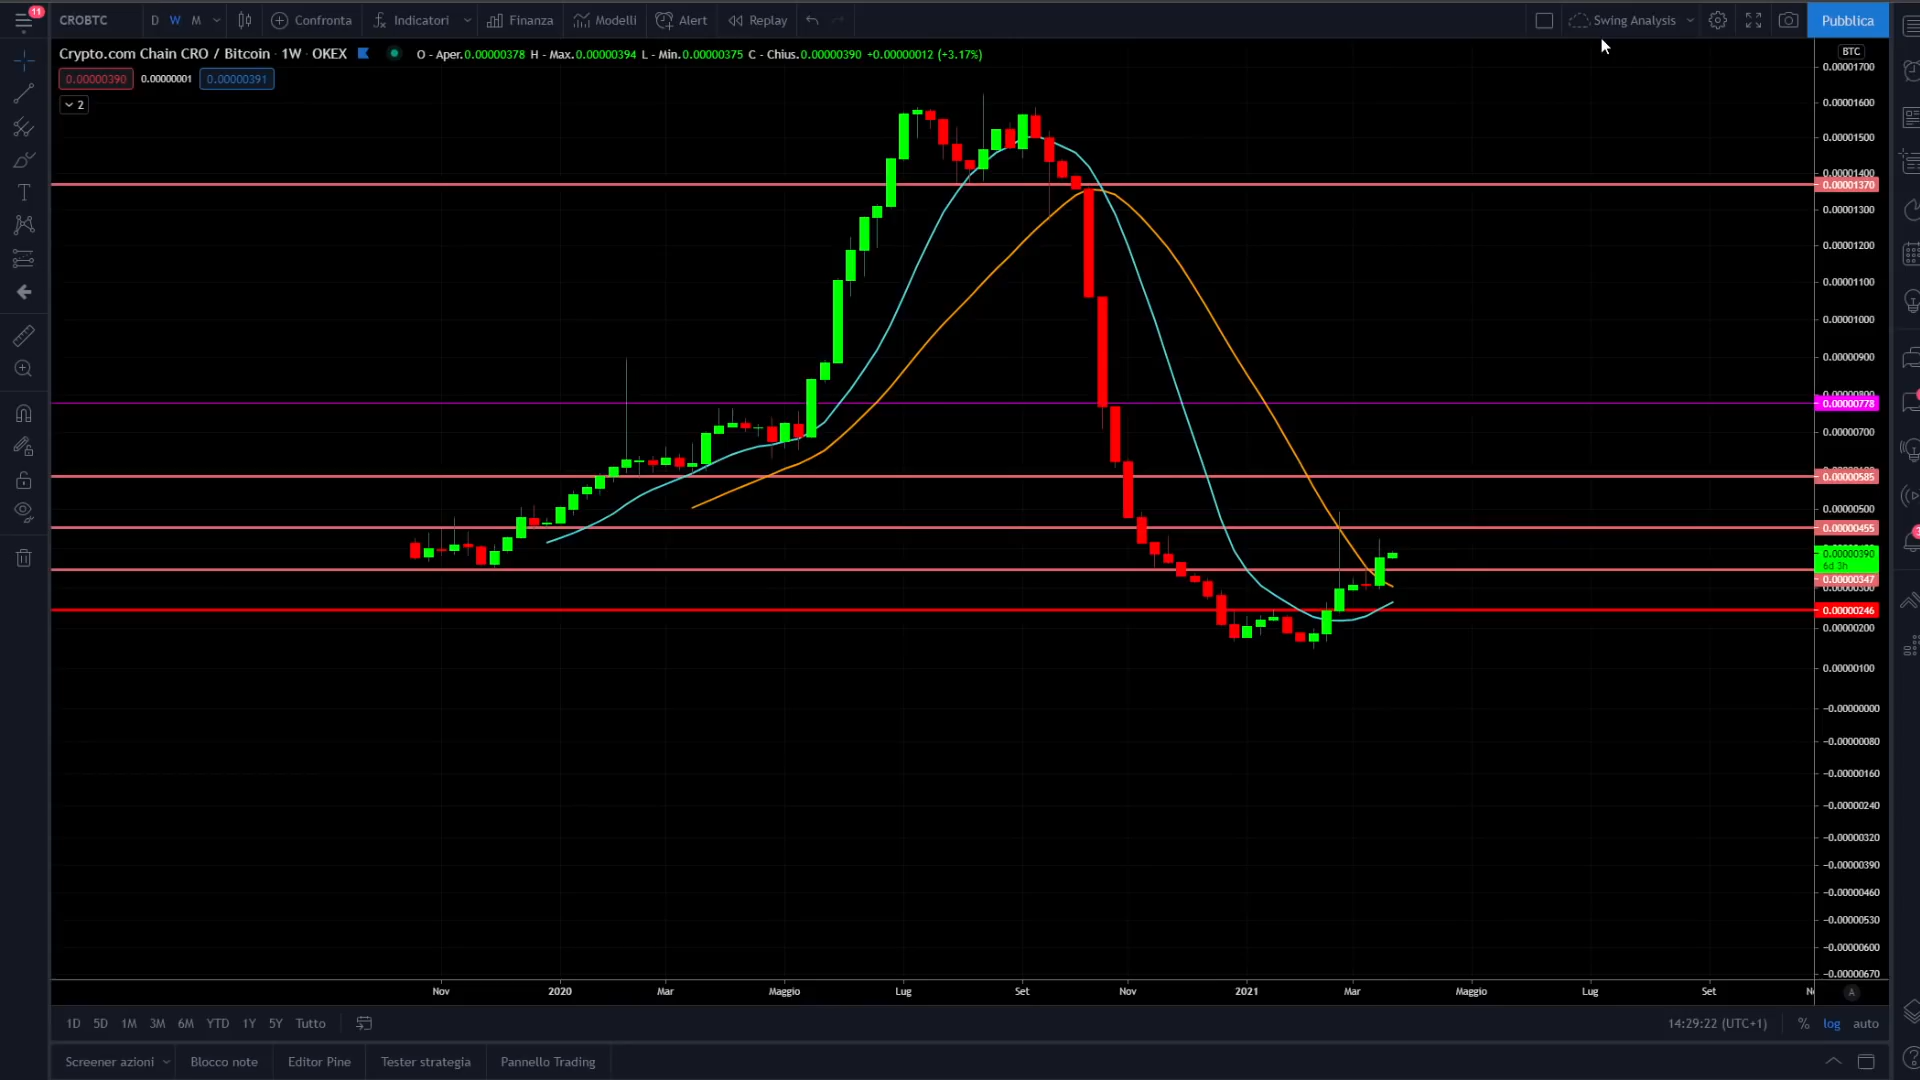 11
CROBTC
D W M
Confronta
Indicatori
Finanza
Modelli
Alert
Replay
Swing Analysis
Pubblica
Crypto.com Chain CRO / Bitcoin · 1W · OKEX
O - Aper.0.00000378 H - Max.0.00000394 L - Min.0.00000375 C - Chius.0.00000390 +0.00000012 (+3.17%)
BTC
0.00000390 0.00000001 0.00000391
2
0.00001700
0.00001600
0.00001500
0.00001400
0.00001370
0.00001300
0.00001200
0.00001100
0.00001000
0.00000900
0.00000778
0.00000700
0.00000585
0.00000500
0.00000455
0.00000390
6d 3h
0.00000347
0.00000300
0.00000246
0.00000200
0.00000100
−0.00000000
−0.00000080
−0.00000160
−0.00000240
−0.00000320
−0.00000390
−0.00000460
−0.00000530
−0.00000600
−0.00000670
Nov 2020 Mar Maggio Lug Set Nov 2021 Mar Maggio Lug Set
A
1D 5D 1M 3M 6M YTD 1Y 5Y Tutto
14:29:22 (UTC+1) % log auto
Screener azioni Blocco note Editor Pine Tester strategia Pannello Trading